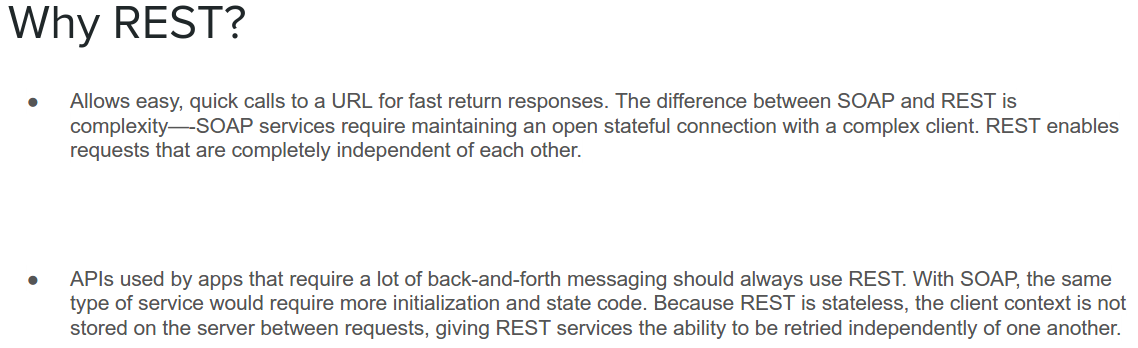 Why REST?
● Allows easy, quick calls to a URL for fast return responses. The difference between SOAP and REST is
complexity—-SOAP services require maintaining an open stateful connection with a complex client. REST enables
requests that are completely independent of each other.
● APIs used by apps that require a lot of back-and-forth messaging should always use REST. With SOAP, the same
type of service would require more initialization and state code. Because REST is stateless, the client context is not
stored on the server between requests, giving REST services the ability to be retried independently of one another.